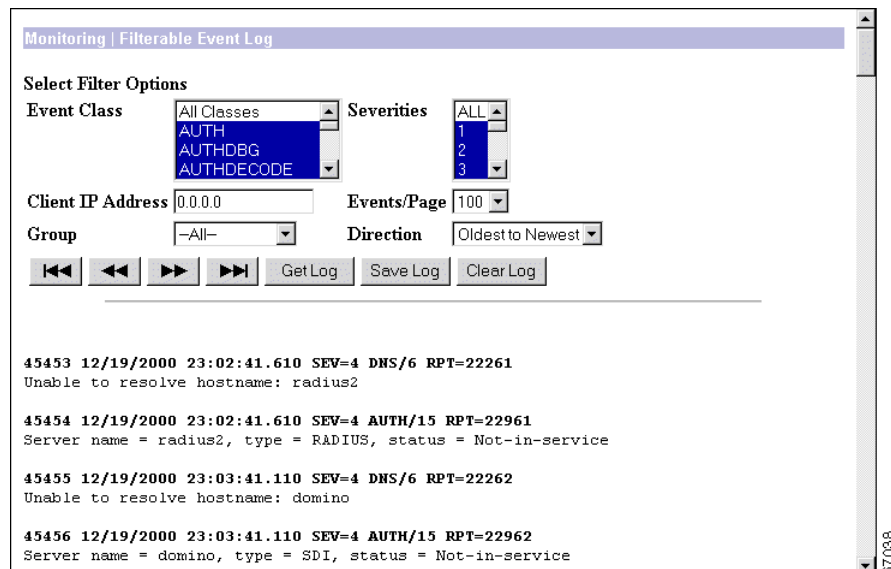 Monitoring | Filterable Event Log
Select Filter Options
Event Class
All Classes
AUTH
AUTHDBG
AUTHDECODE
Severities
ALL
1
2
3
Client IP Address 0.0.0.0 Events/Page 100
Group --All-- Direction Oldest to Newest
Get Log Save Log Clear Log
45453 12/19/2000 23:02:41.610 SEV=4 DNS/6 RPT=22261
Unable to resolve hostname: radius2
45454 12/19/2000 23:02:41.610 SEV=4 AUTH/15 RPT=22961
Server name = radius2, type = RADIUS, status = Not-in-service
45455 12/19/2000 23:03:41.110 SEV=4 DNS/6 RPT=22262
Unable to resolve hostname: domino
45456 12/19/2000 23:03:41.110 SEV=4 AUTH/15 RPT=22962
Server name = domino, type = SDI, status = Not-in-service